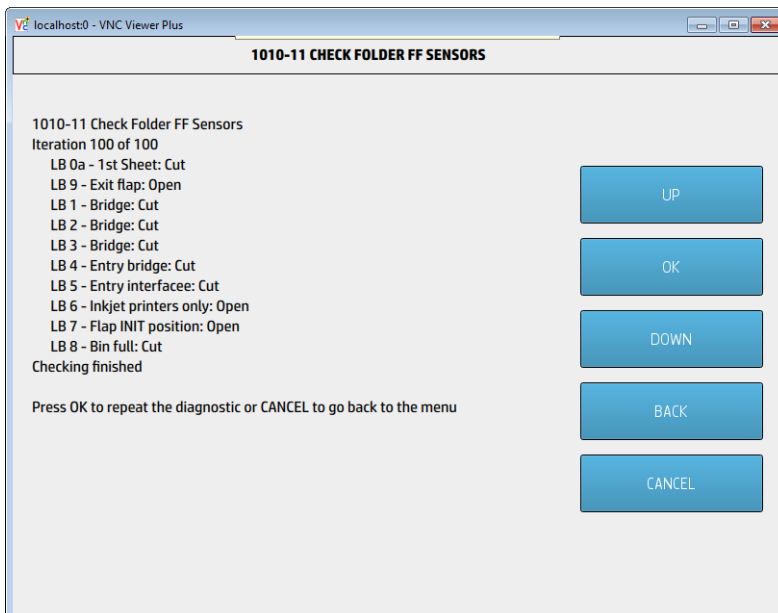 localhost:0 - VNC Viewer Plus
1010-11 CHECK FOLDER FF SENSORS
1010-11 Check Folder FF Sensors
Iteration 100 of 100
LB 0a - 1st Sheet: Cut
LB 9 - Exit flap: Open
LB 1 - Bridge: Cut
LB 2 - Bridge: Cut
LB 3 - Bridge: Cut
LB 4 - Entry bridge: Cut
LB 5 - Entry interfacee: Cut
LB 6 - Inkjet printers only: Open
LB 7 - Flap INIT position: Open
LB 8 - Bin full: Cut
Checking finished
Press OK to repeat the diagnostic or CANCEL to go back to the menu
UP
OK
DOWN
BACK
CANCEL